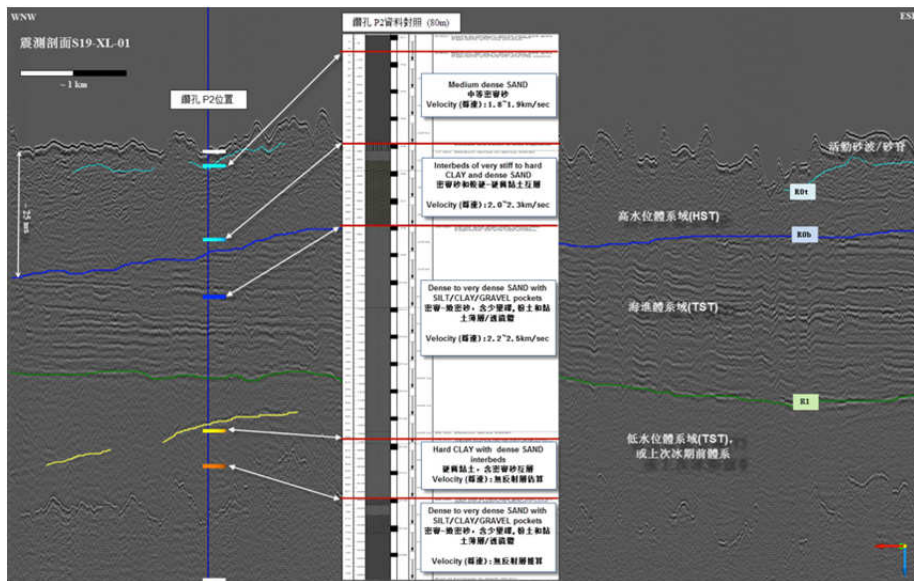 WNW
鑽孔 P2資料對照 (80m)
ESE
震測剖面S19-XL-01
~ 1 km
鑽孔 P2位置
Medium dense SAND
中等密實砂
Velocity (聲速):1.8~1.9km/sec
活動砂波/砂脊
Interbeds of very stiff to hard
CLAY and dense SAND
密實砂和極硬-硬黏土互層
Velocity (聲速):2.0~2.3km/sec
R0t
~ 25 ms
高水位體系域(HST)
R0b
Dense to very dense SAND with
SILT/CLAY/GRAVEL pockets
密實-緻密砂,含少量礫,粉土和黏
土薄層/透鏡體
Velocity (聲速):2.2~2.5km/sec
海進體系域(TST)
R1
低水位體系域(TST),
或上次冰期前體系
Hard CLAY with dense SAND
interbeds
硬黏土,含密實砂互層
Velocity (聲速):無反射層估算
Dense to very dense SAND with
SILT/CLAY/GRAVEL pockets
密實-緻密砂,含少量礫,粉土和黏
土薄層/透鏡體
Velocity (聲速):無反射層估算